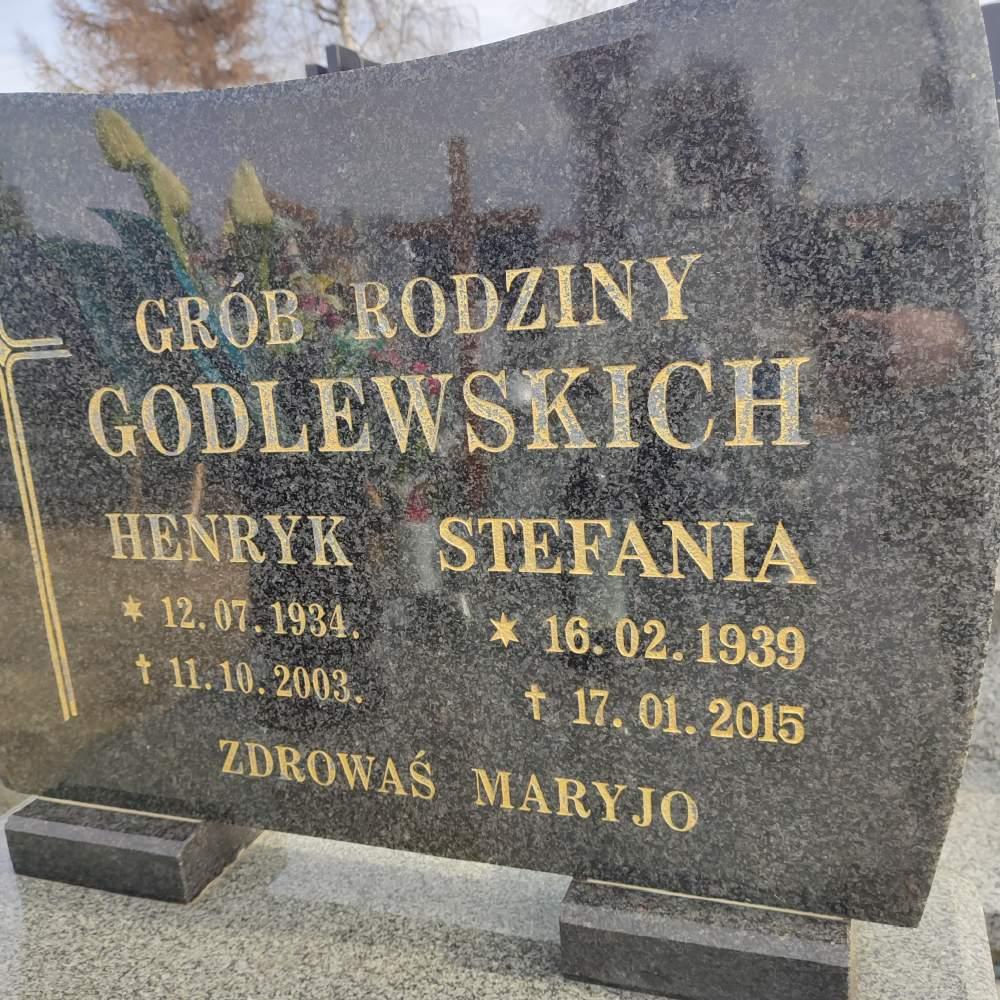 GRÓB RODZINY
GODLEWSKICH
HENRYK STEFANIA
* 12.07.1934. * 16.02.1939
† 11.10.2003. † 17.01.2015
ZDROWAŚ MARYJO